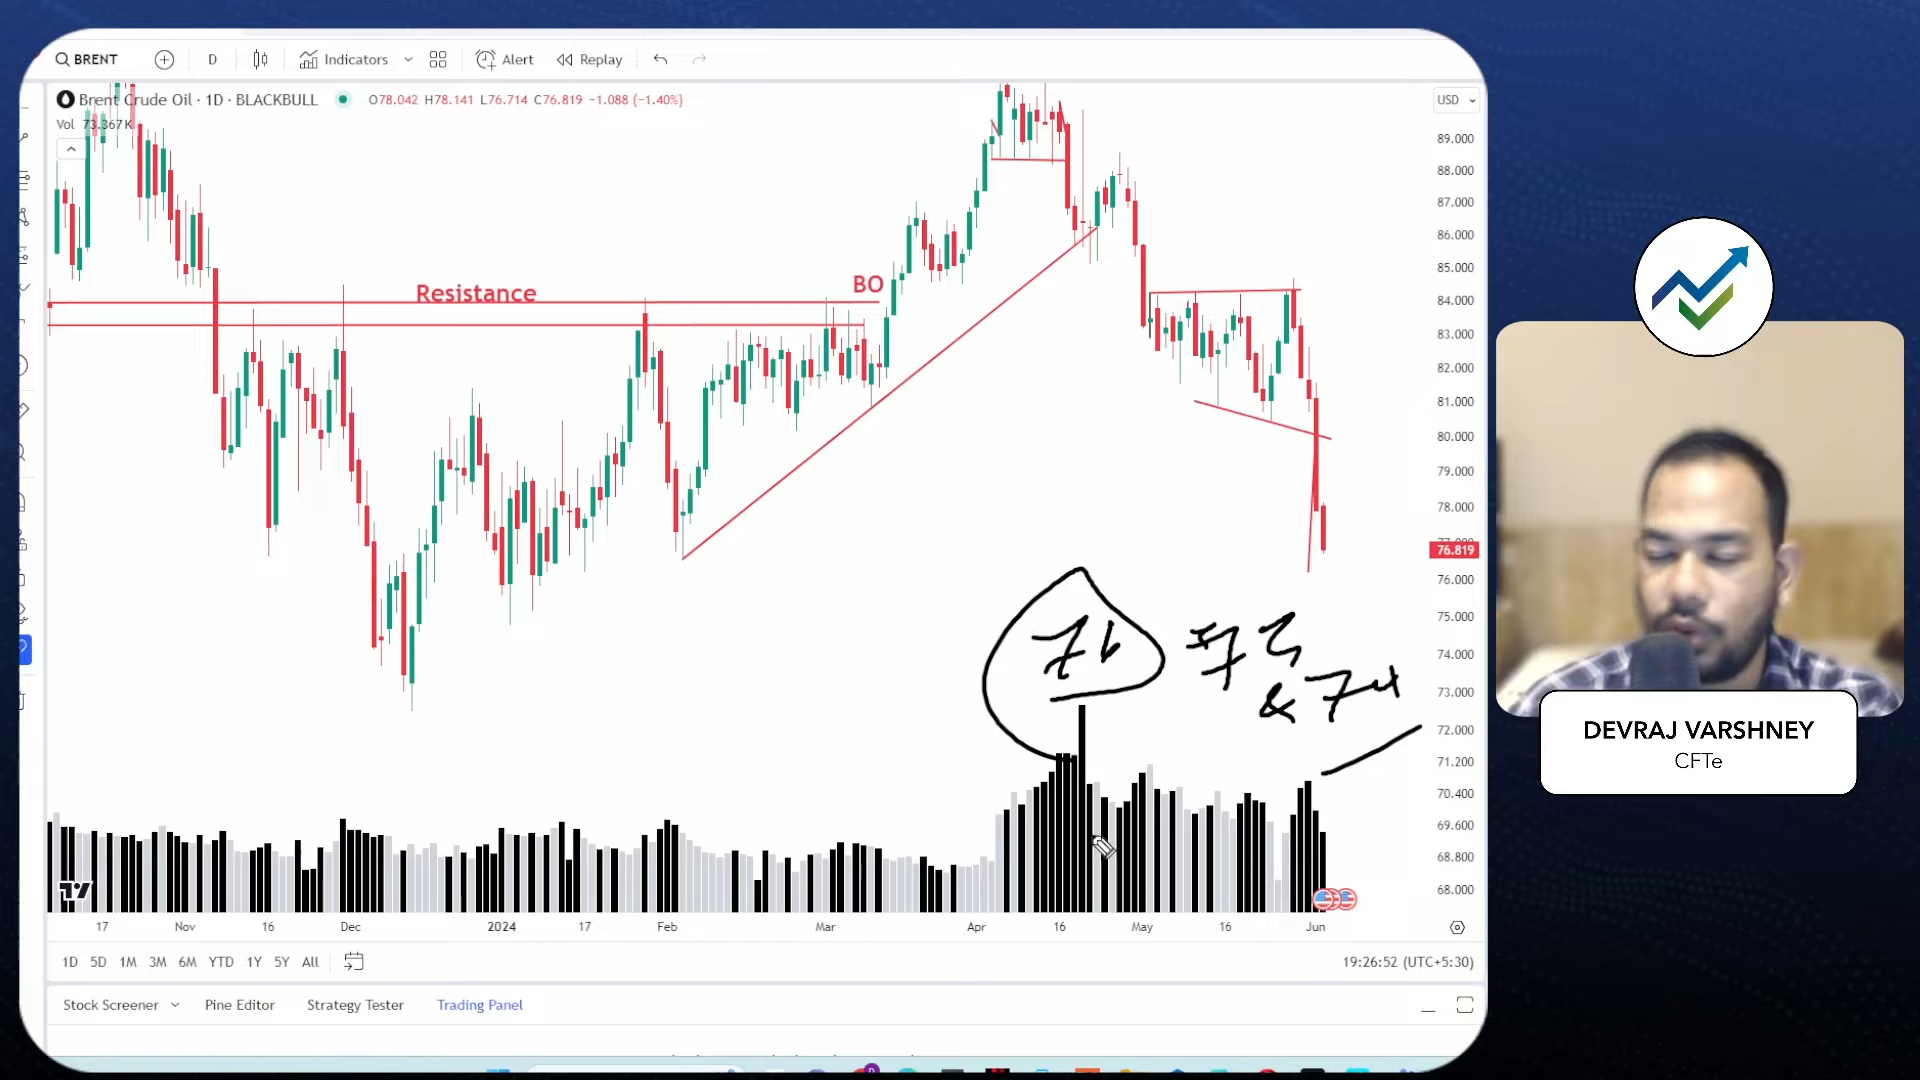 BRENT
D
Indicators
Alert
Replay
Brent Crude Oil · 1D · BLACKBULL
O78.042 H78.141 L76.714 C76.819 −1.088 (−1.40%)
USD
Vol 73.367K
Resistance
BO
89.000
88.000
87.000
86.000
85.000
84.000
83.000
82.000
81.000
80.000
79.000
78.000
76.819
76.000
75.000
74.000
73.000
72.000
71.200
70.400
69.600
68.800
68.000
76
& 74
17 Nov 16 Dec 2024 17 Feb Mar Apr 16 May 16 Jun
1D 5D 1M 3M 6M YTD 1Y 5Y All
19:26:52 (UTC+5:30)
Stock Screener Pine Editor Strategy Tester Trading Panel
DEVRAJ VARSHNEY
CFTe